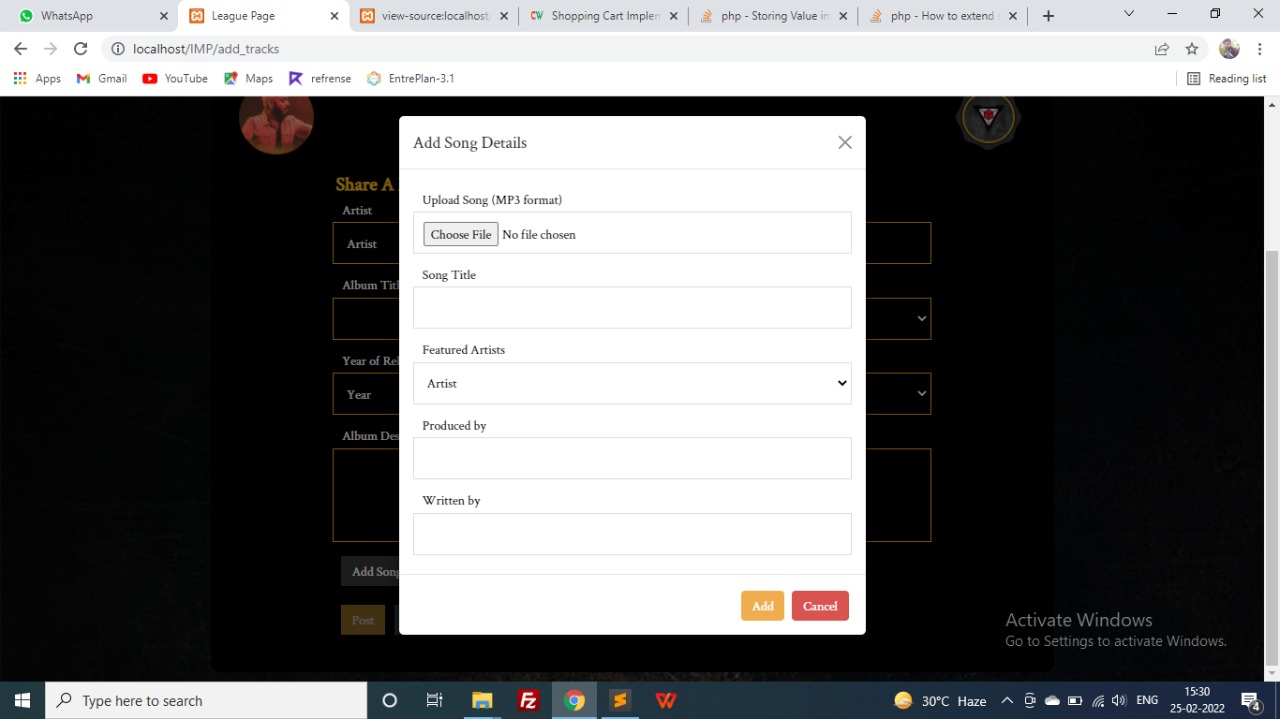 WhatsApp
League Page
view-source:localhost/
Shopping Cart Implem
php - Storing Value in
php - How to extend s
localhost/IMP/add_tracks
Apps
Gmail
YouTube
Maps
refrense
EntrePlan-3.1
Reading list
Add Song Details
Share A
Artist
Artist
Album Titl
Year of Rel
Year
Album Des
Add Song
Post
Upload Song (MP3 format)
Choose File No file chosen
Song Title
Featured Artists
Artist
Produced by
Written by
Add
Cancel
Activate Windows
Go to Settings to activate Windows.
Type here to search
30°C Haze
ENG
15:30
25-02-2022
4